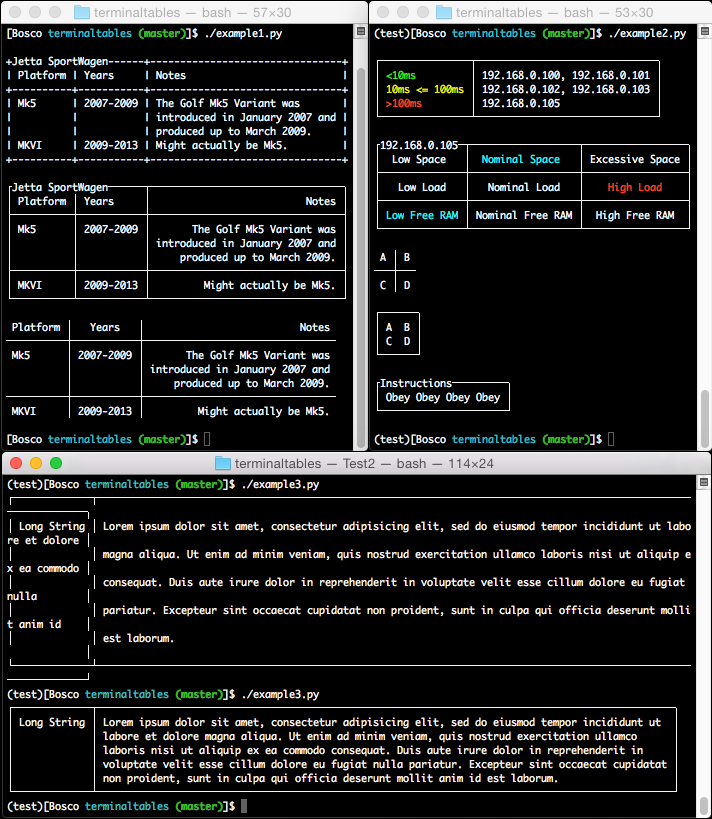 terminaltables — bash — 57×30
[Bosco terminaltables (master)]$ ./example1.py
+Jetta SportWagen------+----------------------------------+
| Platform | Years     | Notes                            |
+----------+-----------+----------------------------------+
| Mk5      | 2007-2009 | The Golf Mk5 Variant was         |
|          |           | introduced in January 2007 and   |
|          |           | produced up to March 2009.       |
| MKVI     | 2009-2013 | Might actually be Mk5.           |
+----------+-----------+----------------------------------+
Jetta SportWagen
Platform Years Notes
Mk5 2007-2009 The Golf Mk5 Variant was
introduced in January 2007 and
produced up to March 2009.
MKVI 2009-2013 Might actually be Mk5.
Platform Years Notes
Mk5 2007-2009 The Golf Mk5 Variant was
introduced in January 2007 and
produced up to March 2009.
MKVI 2009-2013 Might actually be Mk5.
[Bosco terminaltables (master)]$
terminaltables — bash — 53×30
(test)[Bosco terminaltables (master)]$ ./example2.py
<10ms 192.168.0.100, 192.168.0.101
10ms <= 100ms 192.168.0.102, 192.168.0.103
>100ms 192.168.0.105
192.168.0.105
Low Space Nominal Space Excessive Space
Low Load Nominal Load High Load
Low Free RAM Nominal Free RAM High Free RAM
A B
C D
A B
C D
Instructions
Obey Obey Obey Obey
(test)[Bosco terminaltables (master)]$
terminaltables — Test2 — bash — 114×24
(test)[Bosco terminaltables (master)]$ ./example3.py
Long String Lorem ipsum dolor sit amet, consectetur adipisicing elit, sed do eiusmod tempor incididunt ut labo
re et dolore
magna aliqua. Ut enim ad minim veniam, quis nostrud exercitation ullamco laboris nisi ut aliquip e
x ea commodo
consequat. Duis aute irure dolor in reprehenderit in voluptate velit esse cillum dolore eu fugiat
nulla
pariatur. Excepteur sint occaecat cupidatat non proident, sunt in culpa qui officia deserunt molli
t anim id
est laborum.
(test)[Bosco terminaltables (master)]$ ./example3.py
Long String Lorem ipsum dolor sit amet, consectetur adipisicing elit, sed do eiusmod tempor incididunt ut
labore et dolore magna aliqua. Ut enim ad minim veniam, quis nostrud exercitation ullamco
laboris nisi ut aliquip ex ea commodo consequat. Duis aute irure dolor in reprehenderit in
voluptate velit esse cillum dolore eu fugiat nulla pariatur. Excepteur sint occaecat cupidatat
non proident, sunt in culpa qui officia deserunt mollit anim id est laborum.
(test)[Bosco terminaltables (master)]$